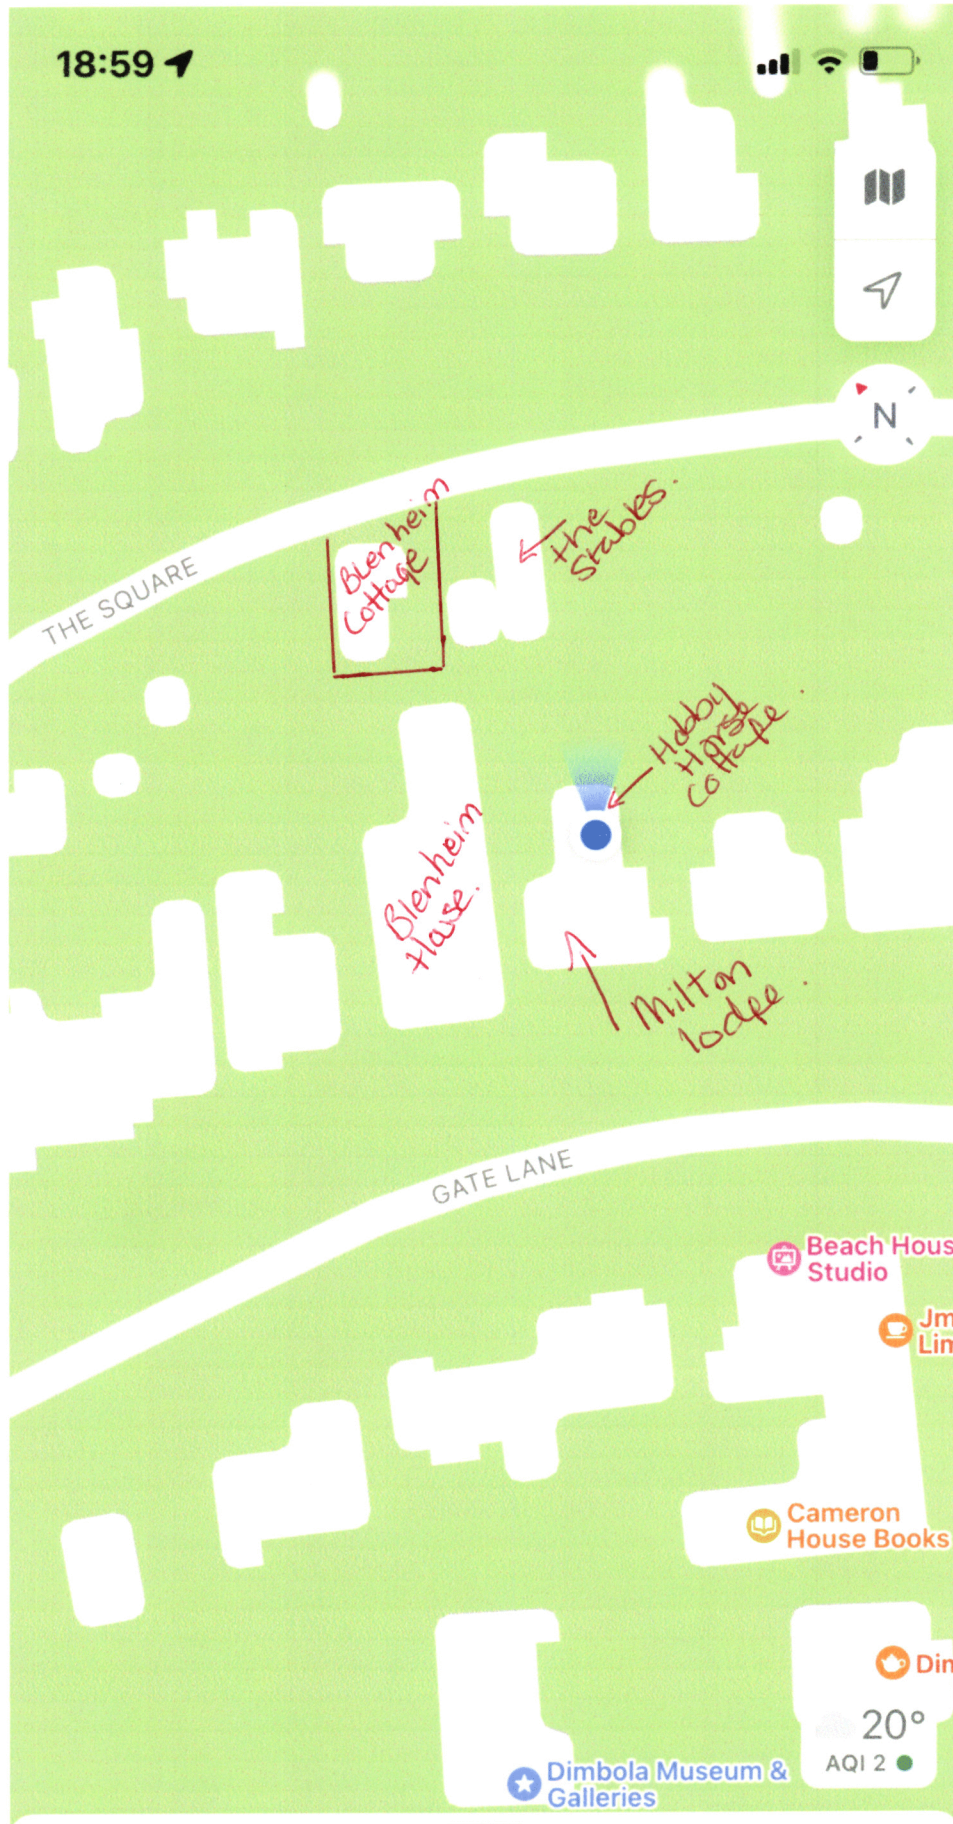 18:59
N
THE SQUARE
Blenheim
Cottage
the
Stables.
Hobby
Horse
Cottage.
Blenheim
House.
Milton
lodge.
GATE LANE
Beach Hous
Studio
Jm
Lim
Cameron
House Books
Din
20°
AQI 2
Dimbola Museum &
Galleries